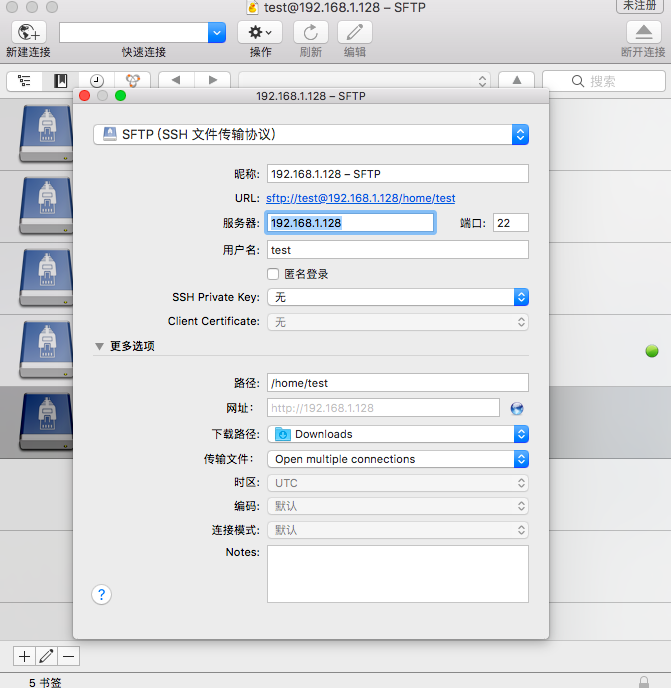 test@192.168.1.128 – SFTP
未注册
新建连接
快速连接
操作
刷新
编辑
断开连接
搜索
192.168.1.128 – SFTP
SFTP (SSH 文件传输协议)
昵称: 192.168.1.128 – SFTP
URL: sftp://test@192.168.1.128/home/test
服务器: 192.168.1.128 端口: 22
用户名: test
匿名登录
SSH Private Key: 无
Client Certificate: 无
更多选项
路径: /home/test
网址: http://192.168.1.128
下载路径: Downloads
传输文件: Open multiple connections
时区: UTC
编码: 默认
连接模式: 默认
Notes:
?
5 书签